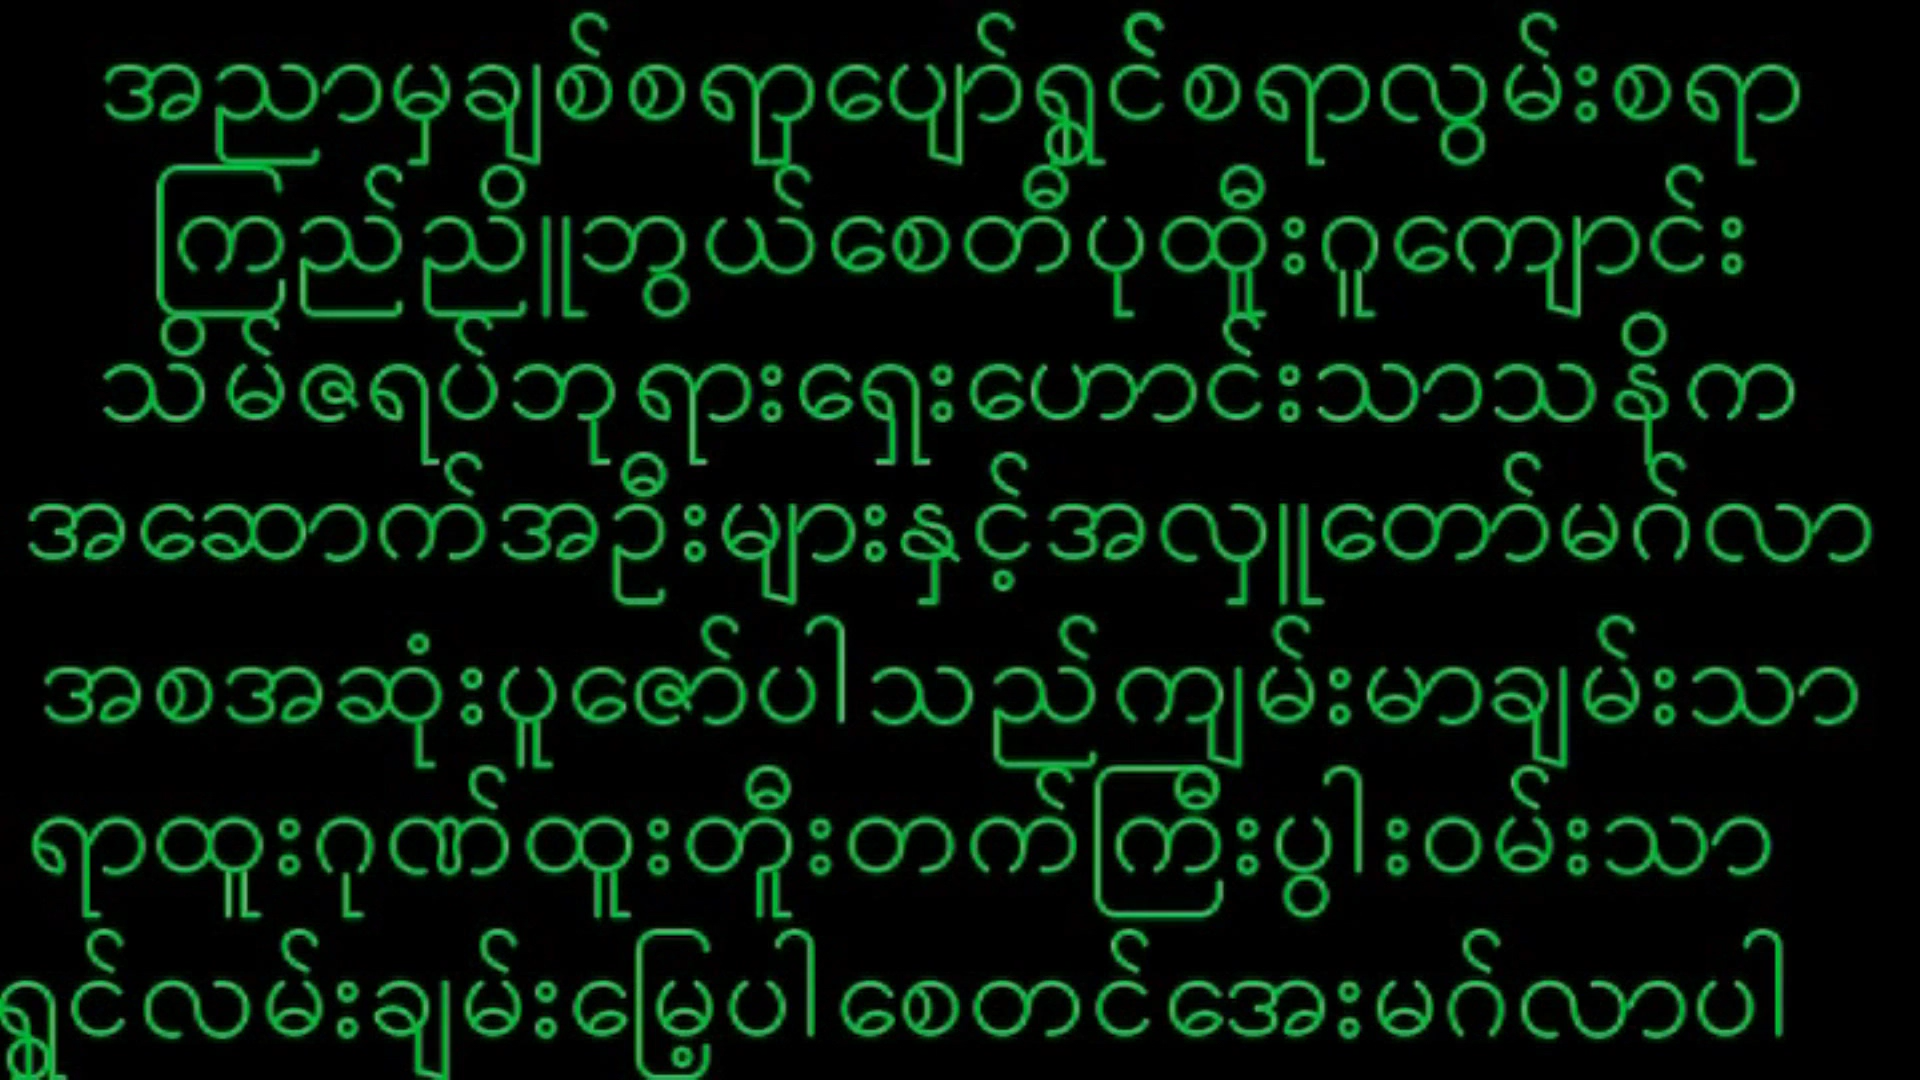 အညာမှချစ်စရာပျော်ရွှင်စရာလွမ်းစရာ
ကြည်ညိူဘွယ်စေတီပုထိူးဂူကျောင်း
သိမ်ဇရပ်ဘုရားရှေးဟောင်းသာသနိုက
အဆောက်အဦးများနှင့်အလှူတော်မင်္ဂလာ
အစအဆုံးပူဇော်ပါသည်ကျမ်းမာချမ်းသာ
ရာထူးဂုဏ်ထူးတိူးတက်ကြီးပွါးဝမ်းသာ
ရွှင်လမ်းချမ်းမြေ့ပါစေတင်အေးမင်္ဂလာပါ